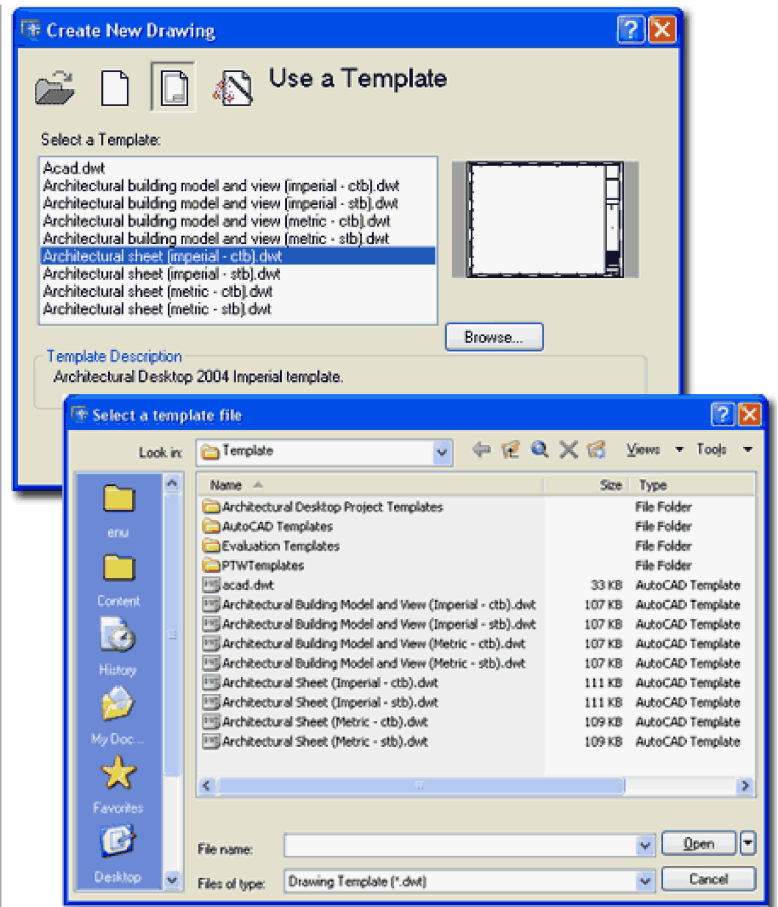 Create New Drawing
Use a Template
Select a Template:
Acad.dwt
Architectural building model and view (imperial - ctb).dwt
Architectural building model and view (imperial - stb).dwt
Architectural building model and view (metric - ctb).dwt
Architectural building model and view (metric - stb).dwt
Architectural sheet (imperial - ctb).dwt
Architectural sheet (imperial - stb).dwt
Architectural sheet (metric - ctb).dwt
Architectural sheet (metric - stb).dwt
Browse...
Template Description
Architectural Desktop 2004 Imperial template.
Select a template file
Look in: Template Views Tools
Name Size Type
Architectural Desktop Project Templates File Folder
AutoCAD Templates File Folder
Evaluation Templates File Folder
PTWTemplates File Folder
acad.dwt 33 KB AutoCAD Template
Architectural Building Model and View (Imperial - ctb).dwt 107 KB AutoCAD Template
Architectural Building Model and View (Imperial - stb).dwt 107 KB AutoCAD Template
Architectural Building Model and View (Metric - ctb).dwt 107 KB AutoCAD Template
Architectural Building Model and View (Metric - stb).dwt 107 KB AutoCAD Template
Architectural Sheet (Imperial - ctb).dwt 111 KB AutoCAD Template
Architectural Sheet (Imperial - stb).dwt 111 KB AutoCAD Template
Architectural Sheet (Metric - ctb).dwt 109 KB AutoCAD Template
Architectural Sheet (Metric - stb).dwt 109 KB AutoCAD Template
enu
Content
History
My Doc...
Favorites
Desktop
File name: Open
Files of type: Drawing Template (*.dwt) Cancel